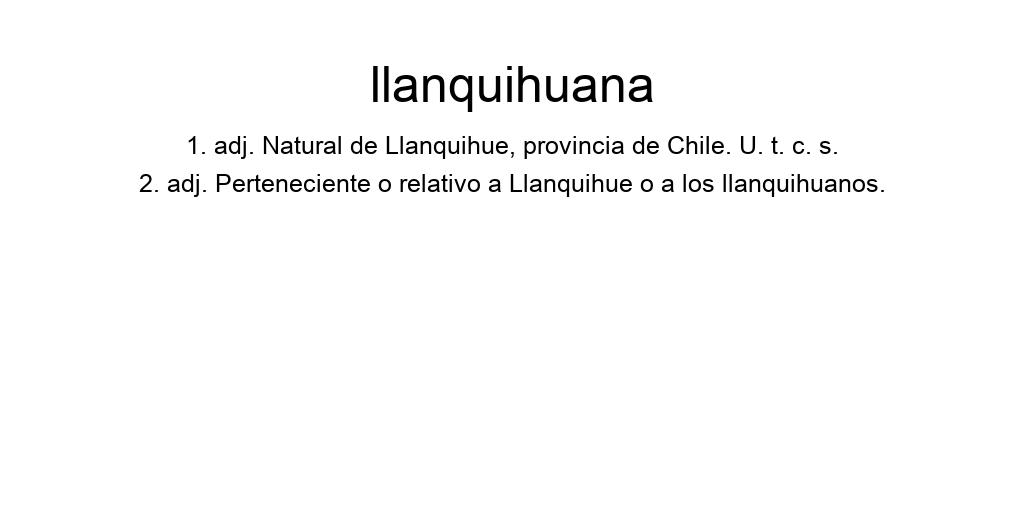 llanquihuana
1. adj. Natural de Llanquihue, provincia de Chile. U. t. c. s.
2. adj. Perteneciente o relativo a Llanquihue o a los llanquihuanos.